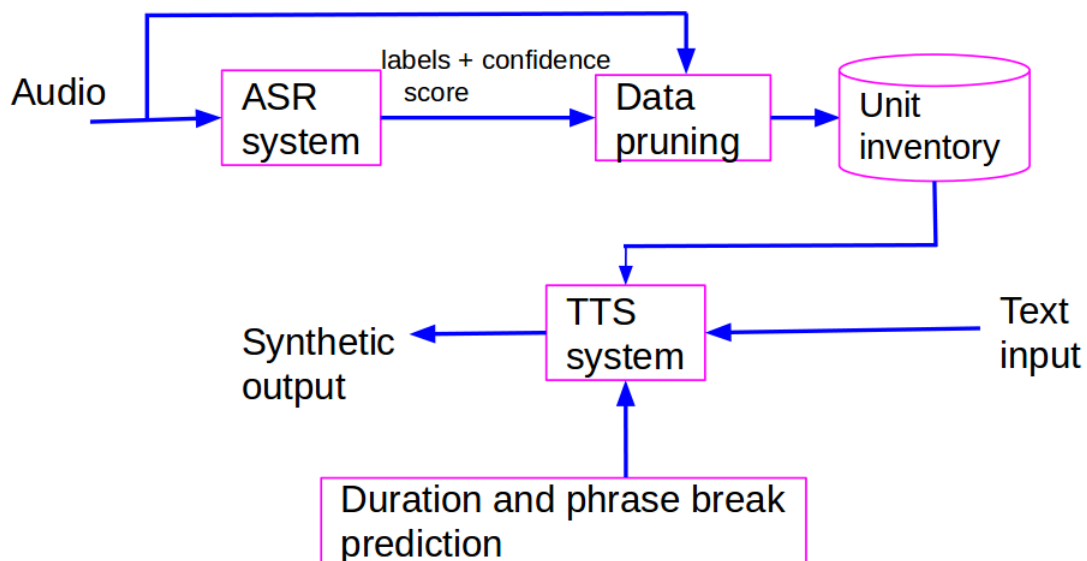 labels + confidence
score
Audio
ASR
system
Data
pruning
Unit
inventory
TTS
system
Text
input
Synthetic
output
Duration and phrase break
prediction